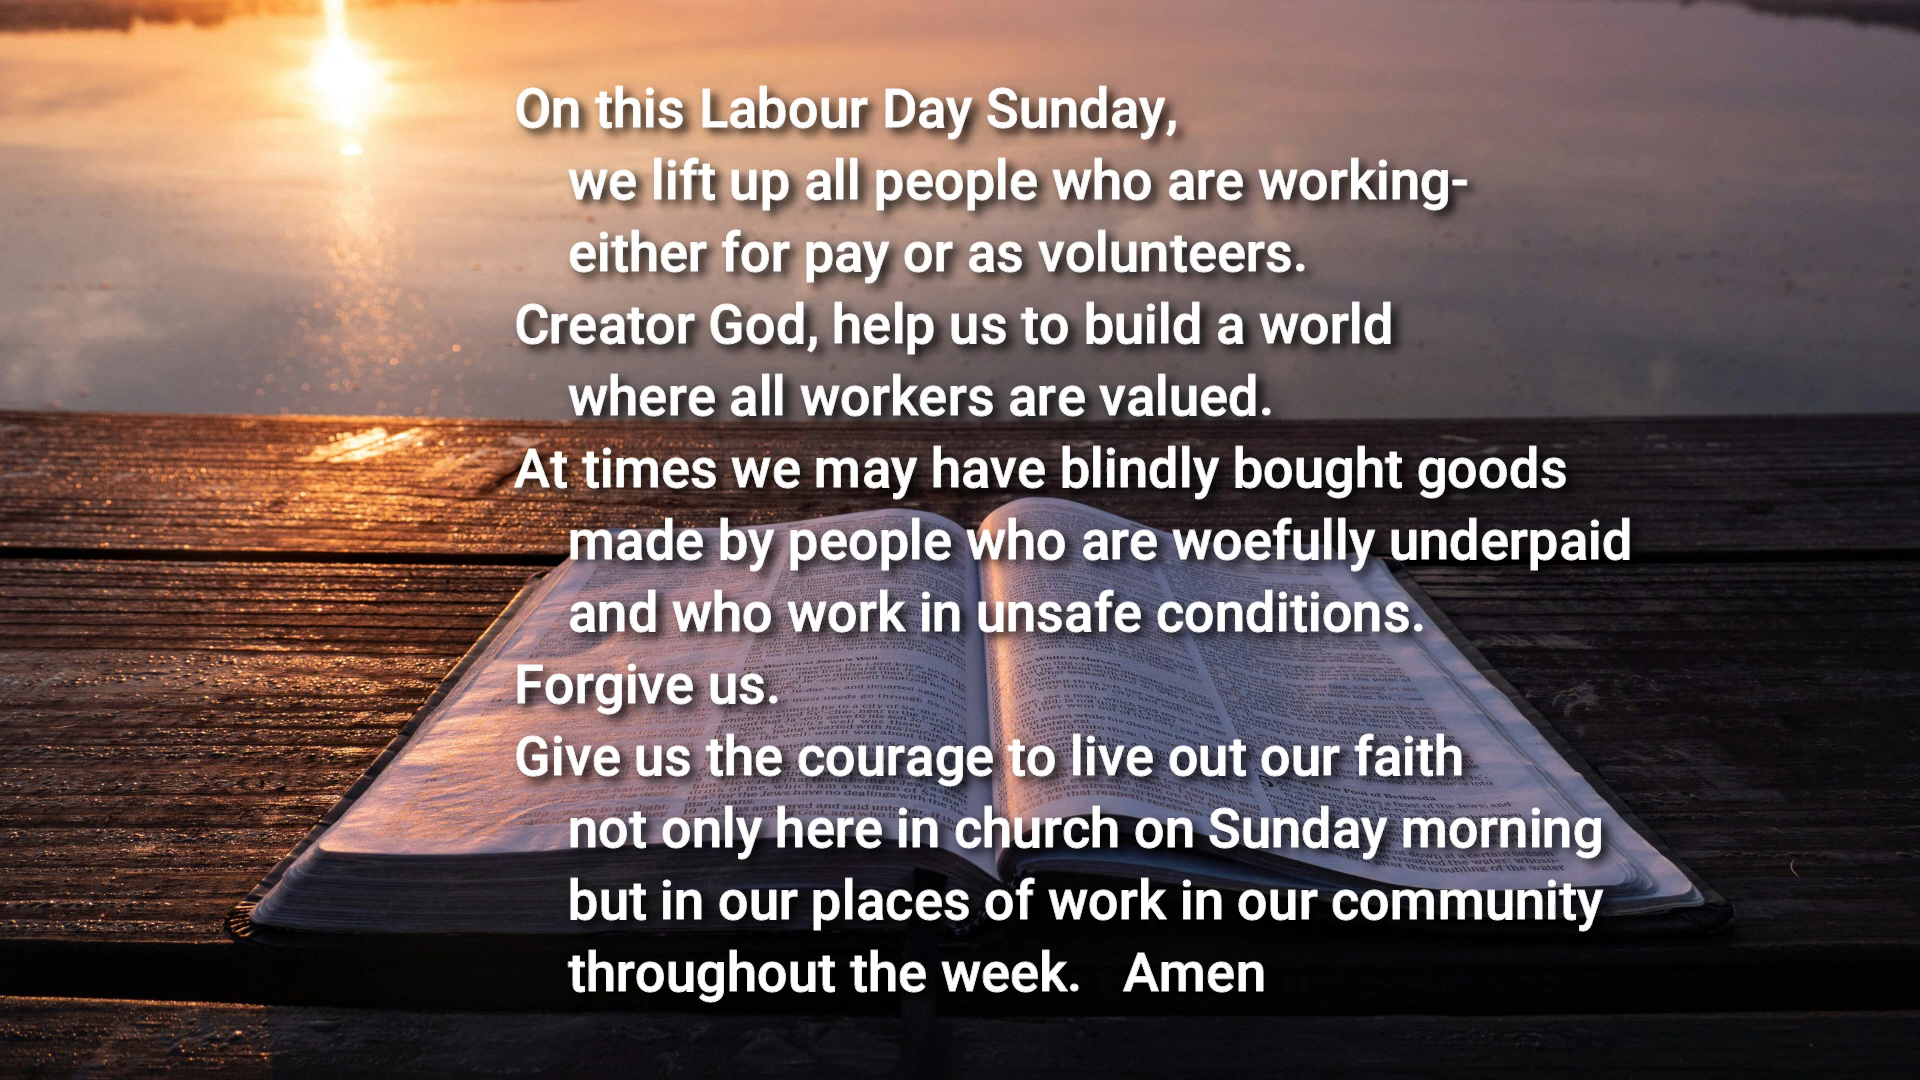 On this Labour Day Sunday,
we lift up all people who are working-
either for pay or as volunteers.
Creator God, help us to build a world
where all workers are valued.
At times we may have blindly bought goods
made by people who are woefully underpaid
and who work in unsafe conditions.
Forgive us.
Give us the courage to live out our faith
not only here in church on Sunday morning
but in our places of work in our community
throughout the week. Amen